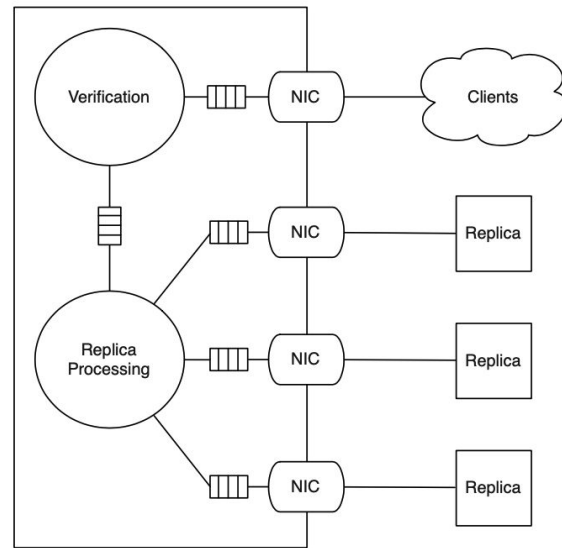 Verification
NIC
Clients
NIC
Replica
Replica
Processing
NIC
Replica
NIC
Replica